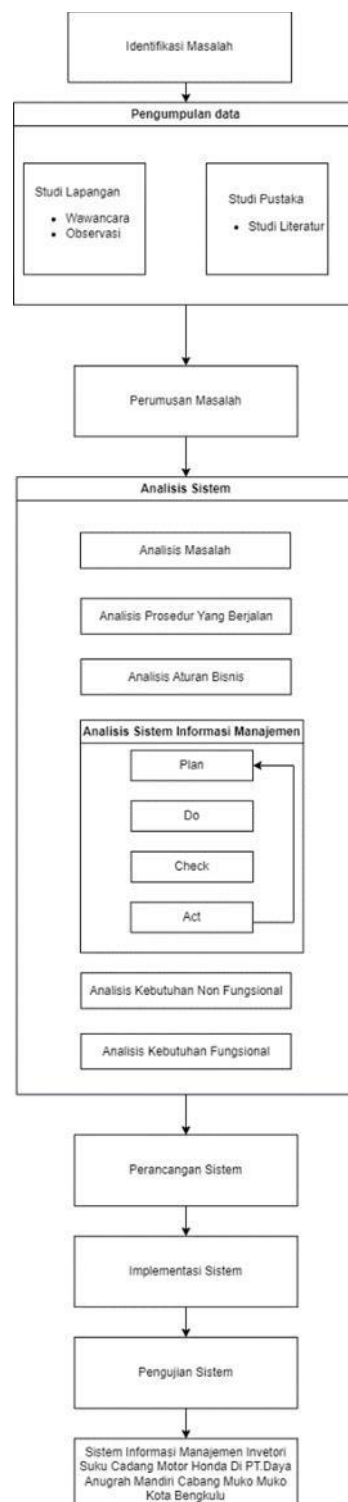 Identifikasi Masalah
Pengumpulan data
Studi Lapangan
• Wawancara
• Observasi
Studi Pustaka
• Studi Literatur
Perumusan Masalah
Analisis Sistem
Analisis Masalah
Analisis Prosedur Yang Berjalan
Analisis Aturan Bisnis
Analisis Sistem Informasi Manajemen
Plan
Do
Check
Act
Analisis Kebutuhan Non Fungsional
Analisis Kebutuhan Fungsional
Perancangan Sistem
Implementasi Sistem
Pengujian Sistem
Sistem Informasi Manajemen Invetori
Suku Cadang Motor Honda Di PT.Daya
Anugrah Mandiri Cabang Muko Muko
Kota Bengkulu